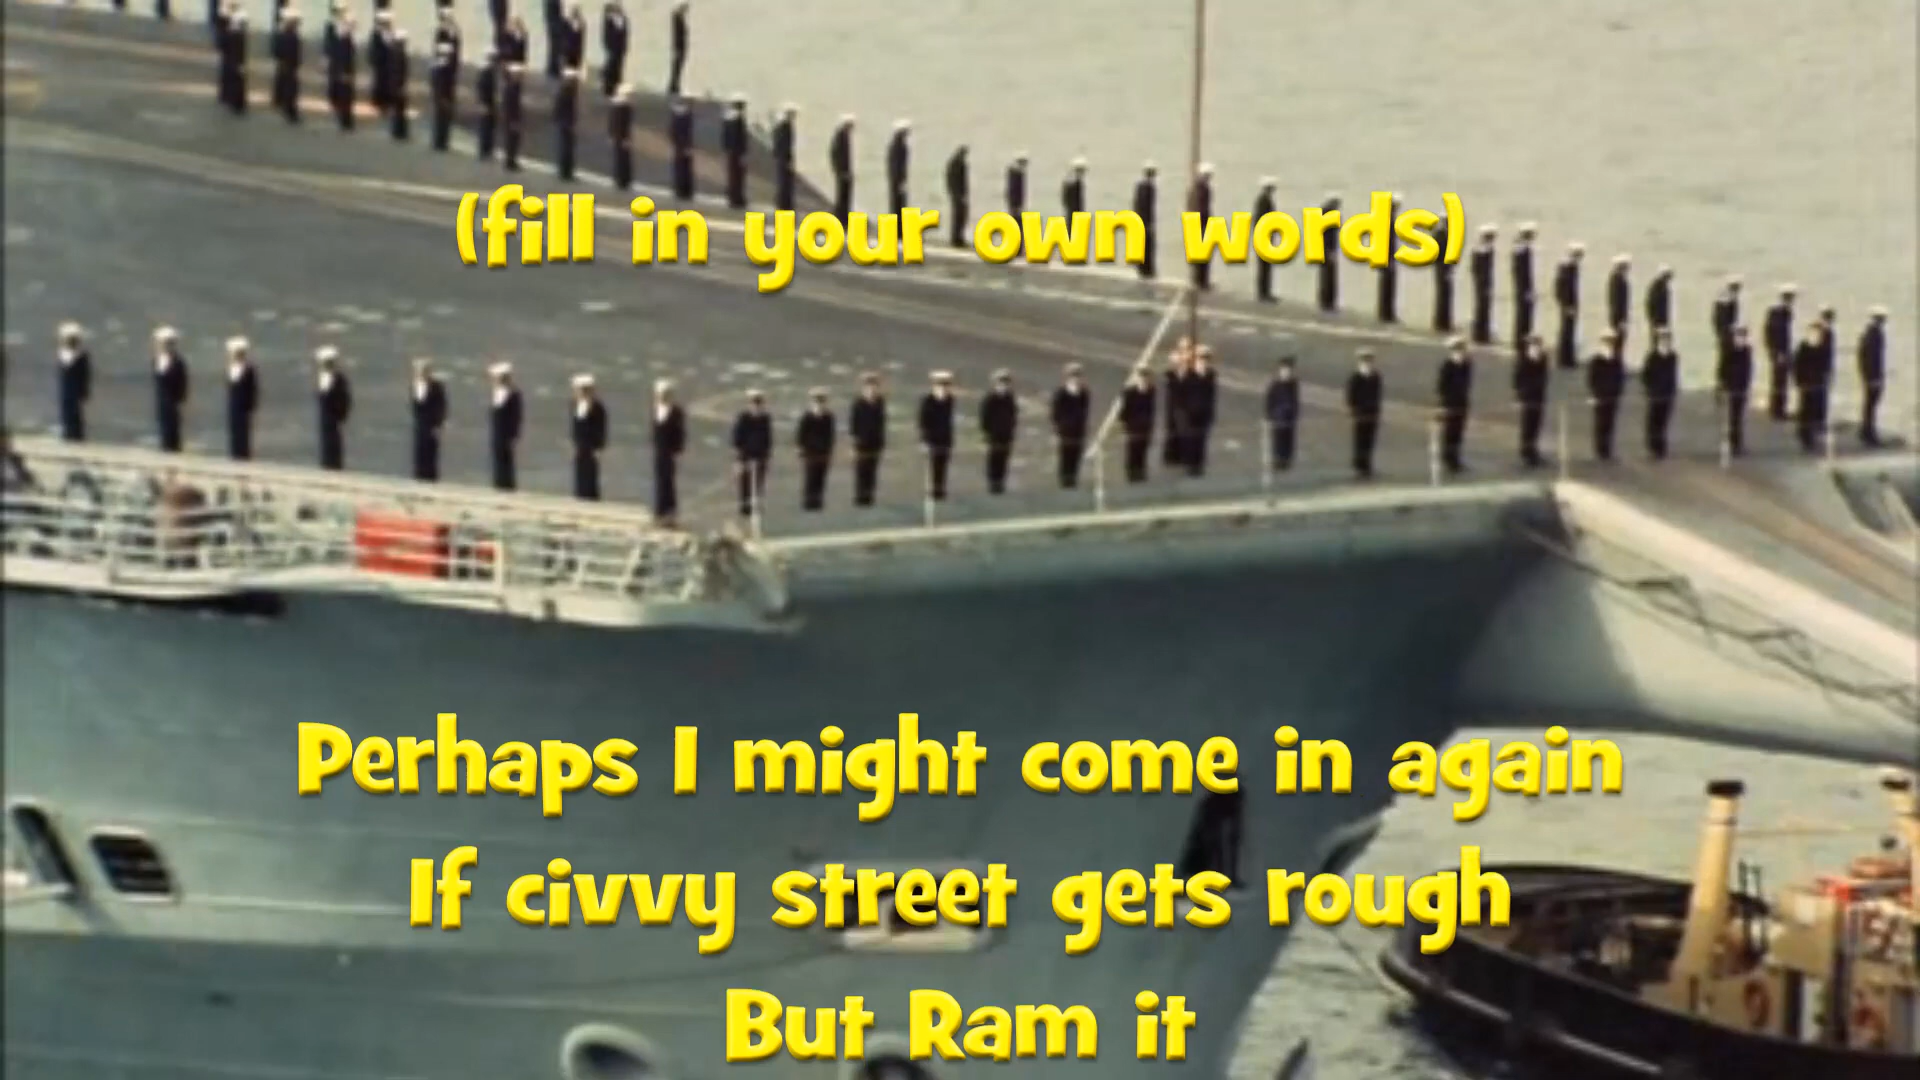 (fill in your own words)
Perhaps I might come in again
If civvy street gets rough
But Ram it